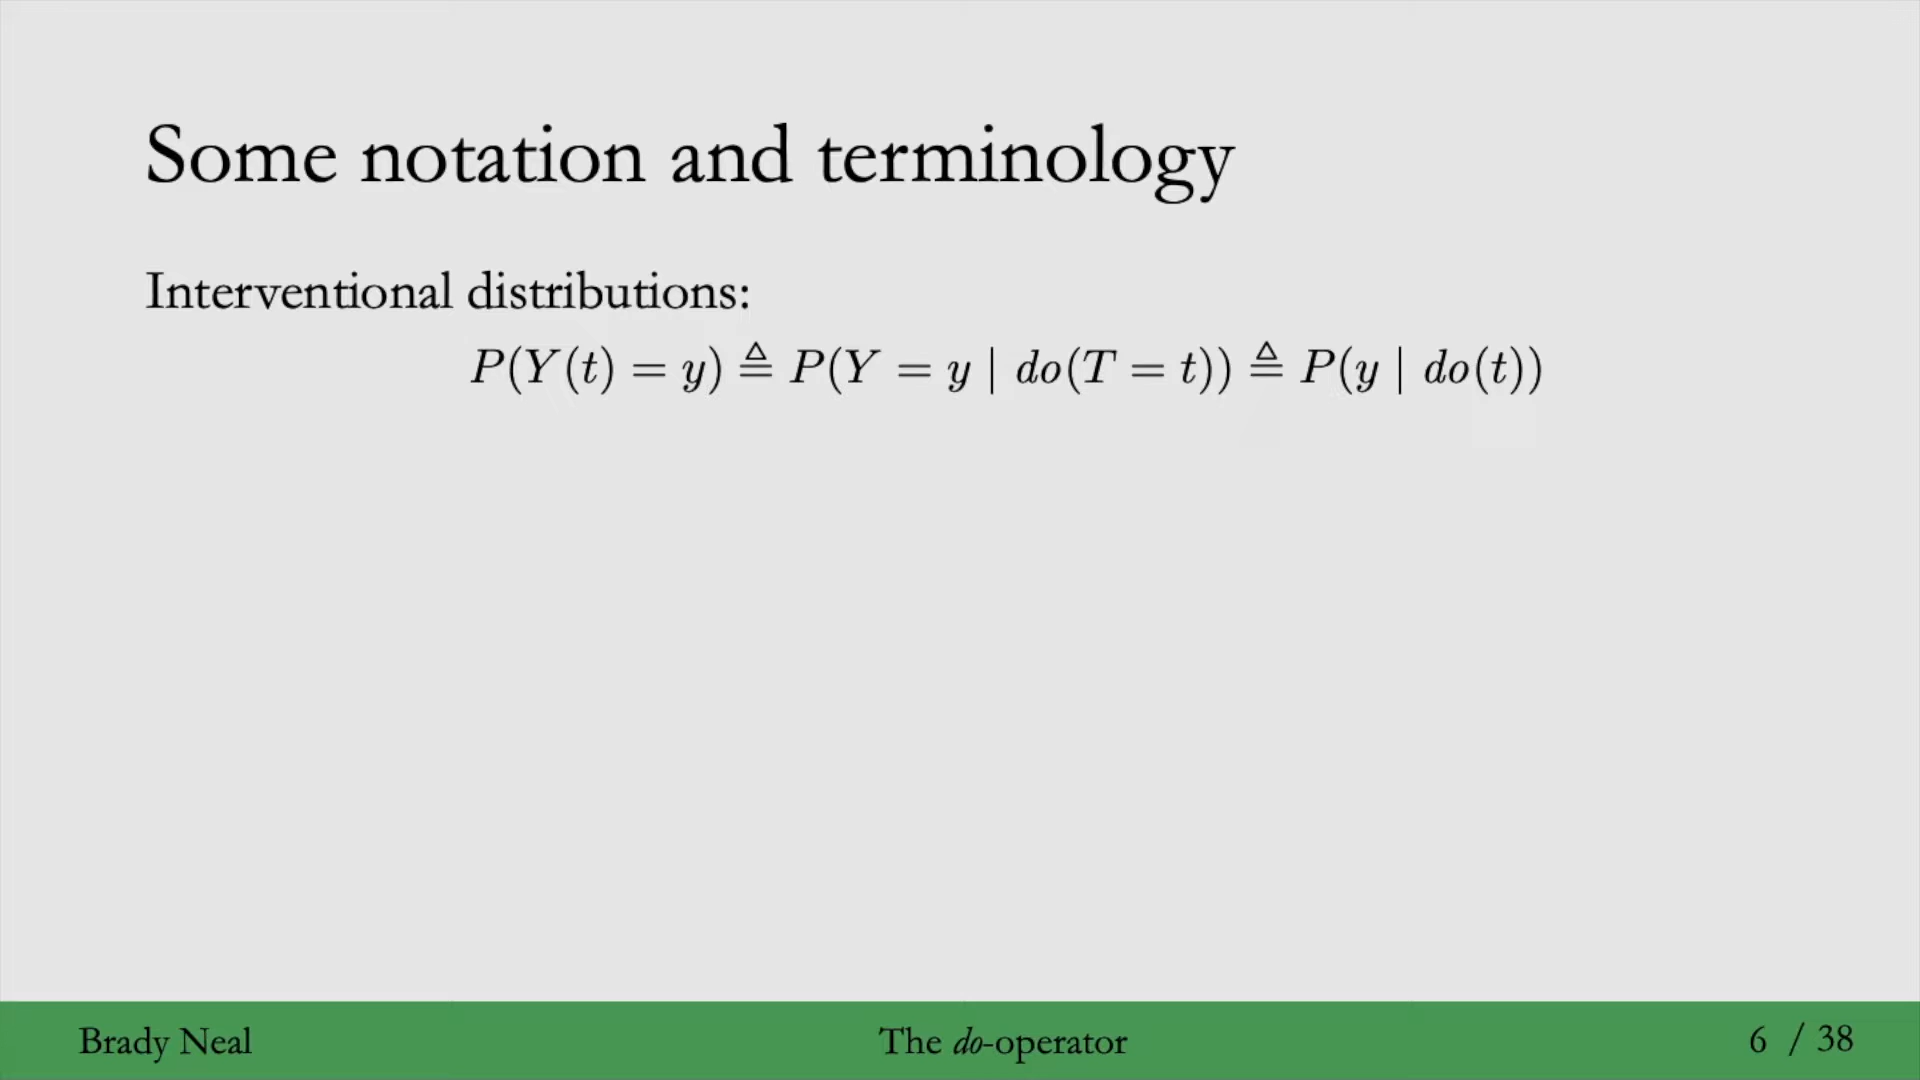 Some notation and terminology
Interventional distributions:
P(Y(t) = y) ≜ P(Y = y | do(T = t)) ≜ P(y | do(t))
Brady Neal
The do-operator
6 / 38